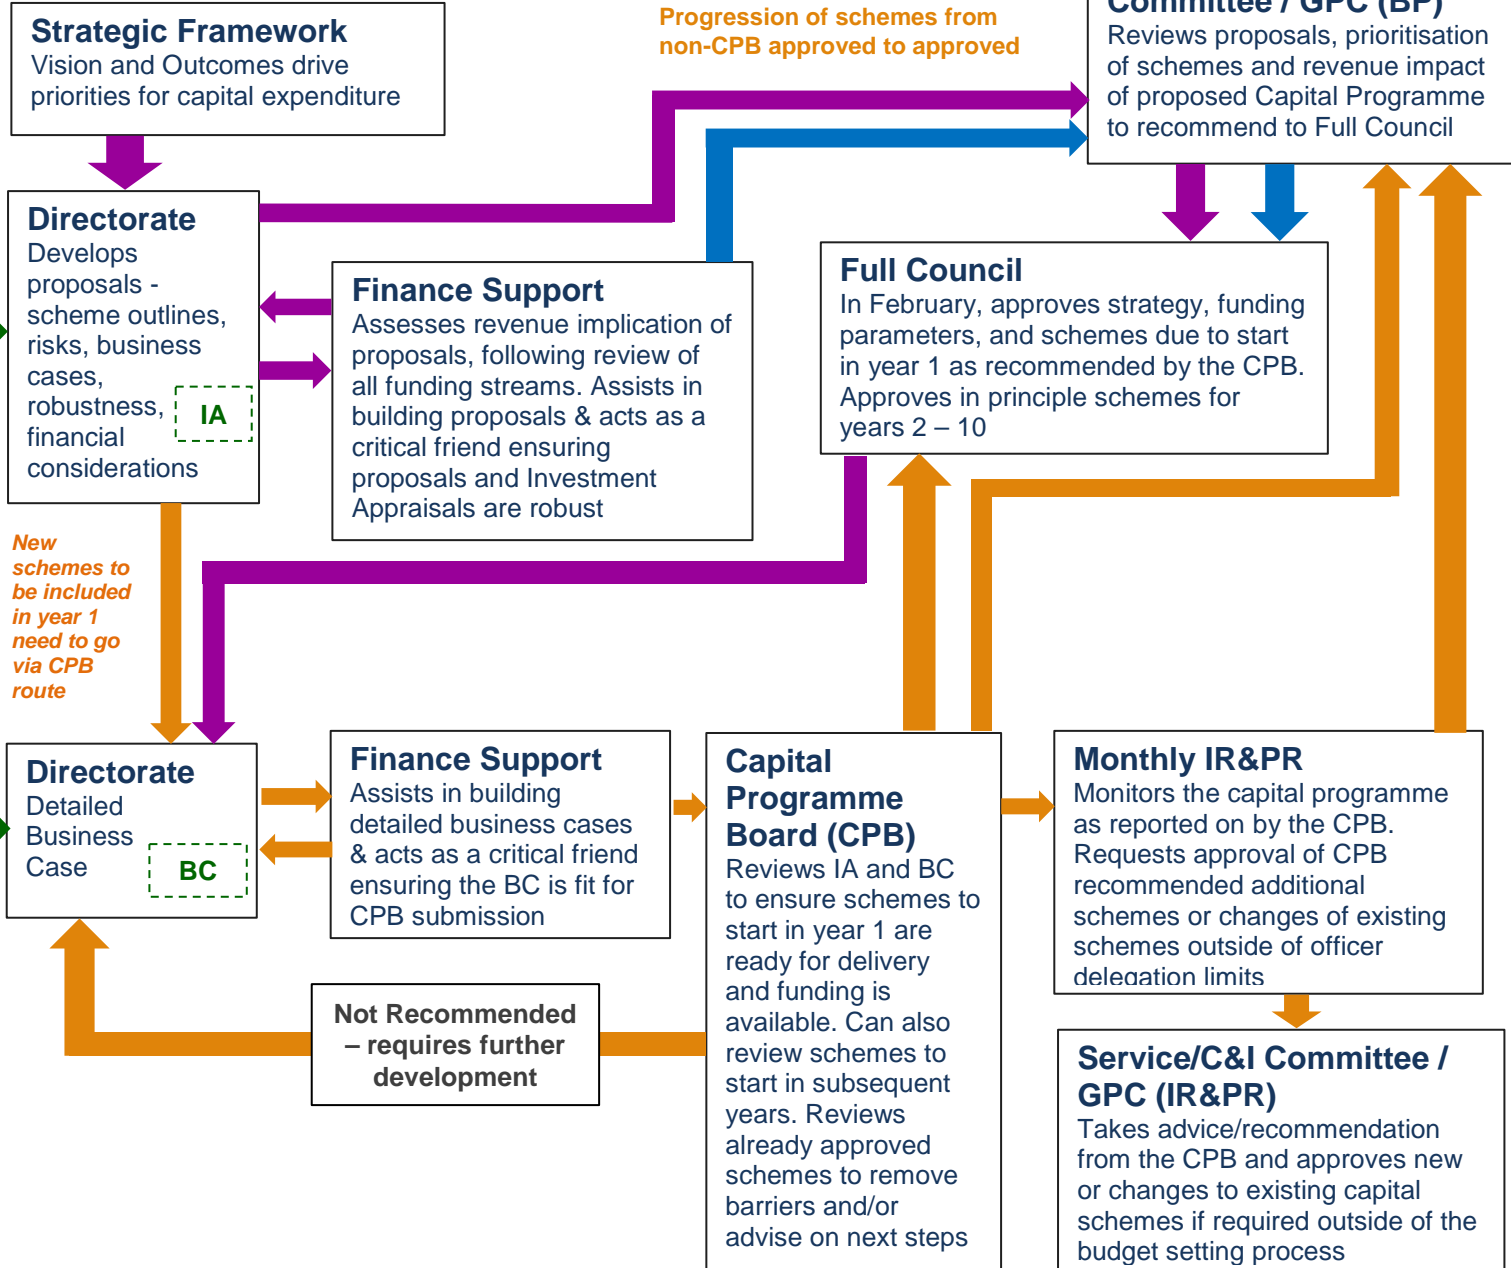 Strategic Framework
Vision and Outcomes drive
priorities for capital expenditure
Progression of schemes from
non-CPB approved to approved
Committee / GPC (BP)
Reviews proposals, prioritisation
of schemes and revenue impact
of proposed Capital Programme
to recommend to Full Council
Directorate
Develops
proposals -
scheme outlines,
risks, business
cases,
robustness,
financial
considerations
IA
Finance Support
Assesses revenue implication of
proposals, following review of
all funding streams. Assists in
building proposals & acts as a
critical friend ensuring
proposals and Investment
Appraisals are robust
Full Council
In February, approves strategy, funding
parameters, and schemes due to start
in year 1 as recommended by the CPB.
Approves in principle schemes for
years 2 – 10
New
schemes to
be included
in year 1
need to go
via CPB
route
Directorate
Detailed
Business
Case
BC
Finance Support
Assists in building
detailed business cases
& acts as a critical friend
ensuring the BC is fit for
CPB submission
Capital
Programme
Board (CPB)
Reviews IA and BC
to ensure schemes to
start in year 1 are
ready for delivery
and funding is
available. Can also
review schemes to
start in subsequent
years. Reviews
already approved
schemes to remove
barriers and/or
advise on next steps
Monthly IR&PR
Monitors the capital programme
as reported on by the CPB.
Requests approval of CPB
recommended additional
schemes or changes of existing
schemes outside of officer
delegation limits
Not Recommended
– requires further
development
Service/C&I Committee /
GPC (IR&PR)
Takes advice/recommendation
from the CPB and approves new
or changes to existing capital
schemes if required outside of the
budget setting process